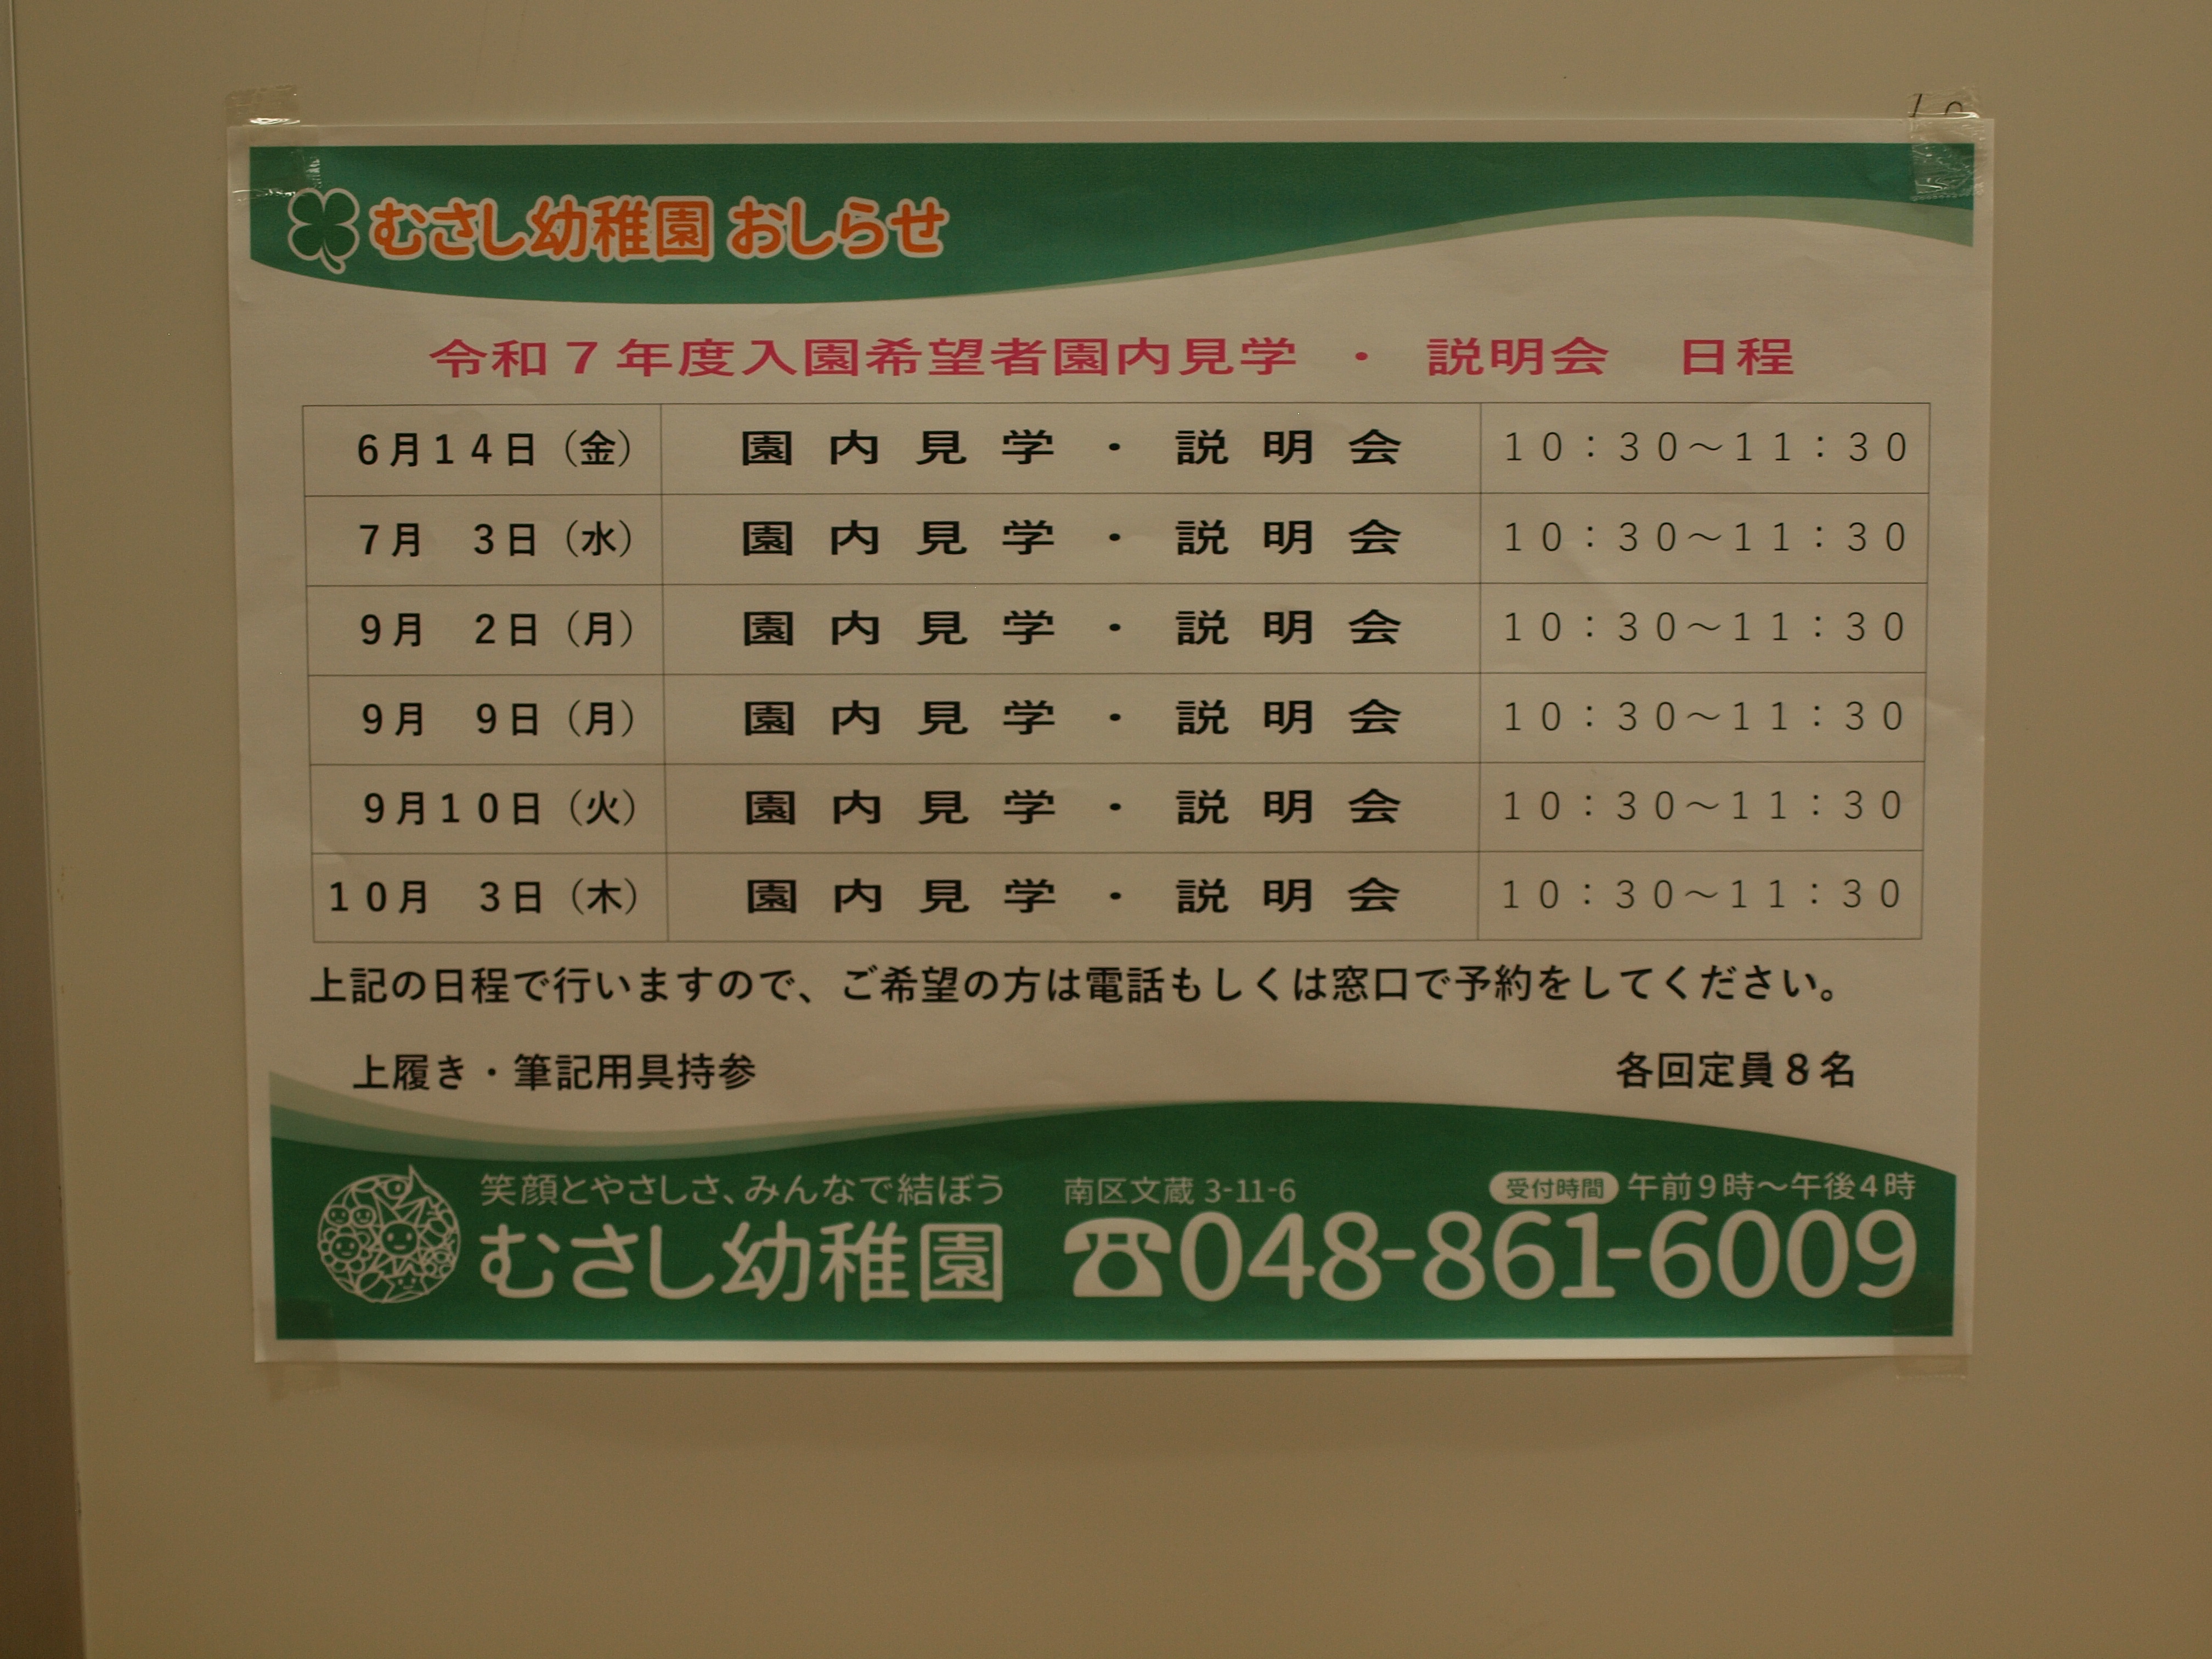 むさし幼稚園 おしらせ
令和７年度入園希望者園内見学 ・ 説明会　日程
６月１４日（金） 園内見学・説明会 １０：３０～１１：３０
７月　３日（水） 園内見学・説明会 １０：３０～１１：３０
９月　２日（月） 園内見学・説明会 １０：３０～１１：３０
９月　９日（月） 園内見学・説明会 １０：３０～１１：３０
９月１０日（火） 園内見学・説明会 １０：３０～１１：３０
１０月　３日（木） 園内見学・説明会 １０：３０～１１：３０
上記の日程で行いますので、ご希望の方は電話もしくは窓口で予約をしてください。
上履き・筆記用具持参　各回定員８名
笑顔とやさしさ、みんなで結ぼう
むさし幼稚園
南区文蔵 3-11-6 受付時間 午前９時～午後４時
☎048-861-6009